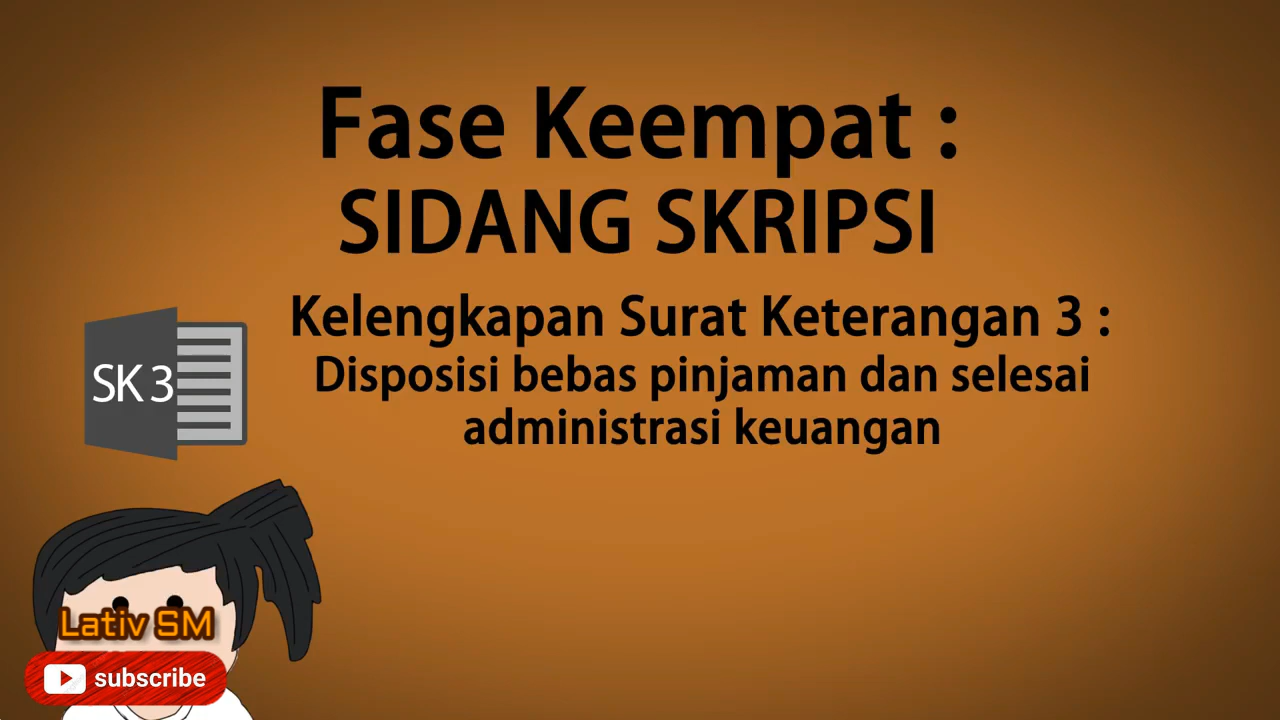 Fase Keempat :
SIDANG SKRIPSI
Kelengkapan Surat Keterangan 3 :
SK 3
Disposisi bebas pinjaman dan selesai
administrasi keuangan
Lativ SM
subscribe